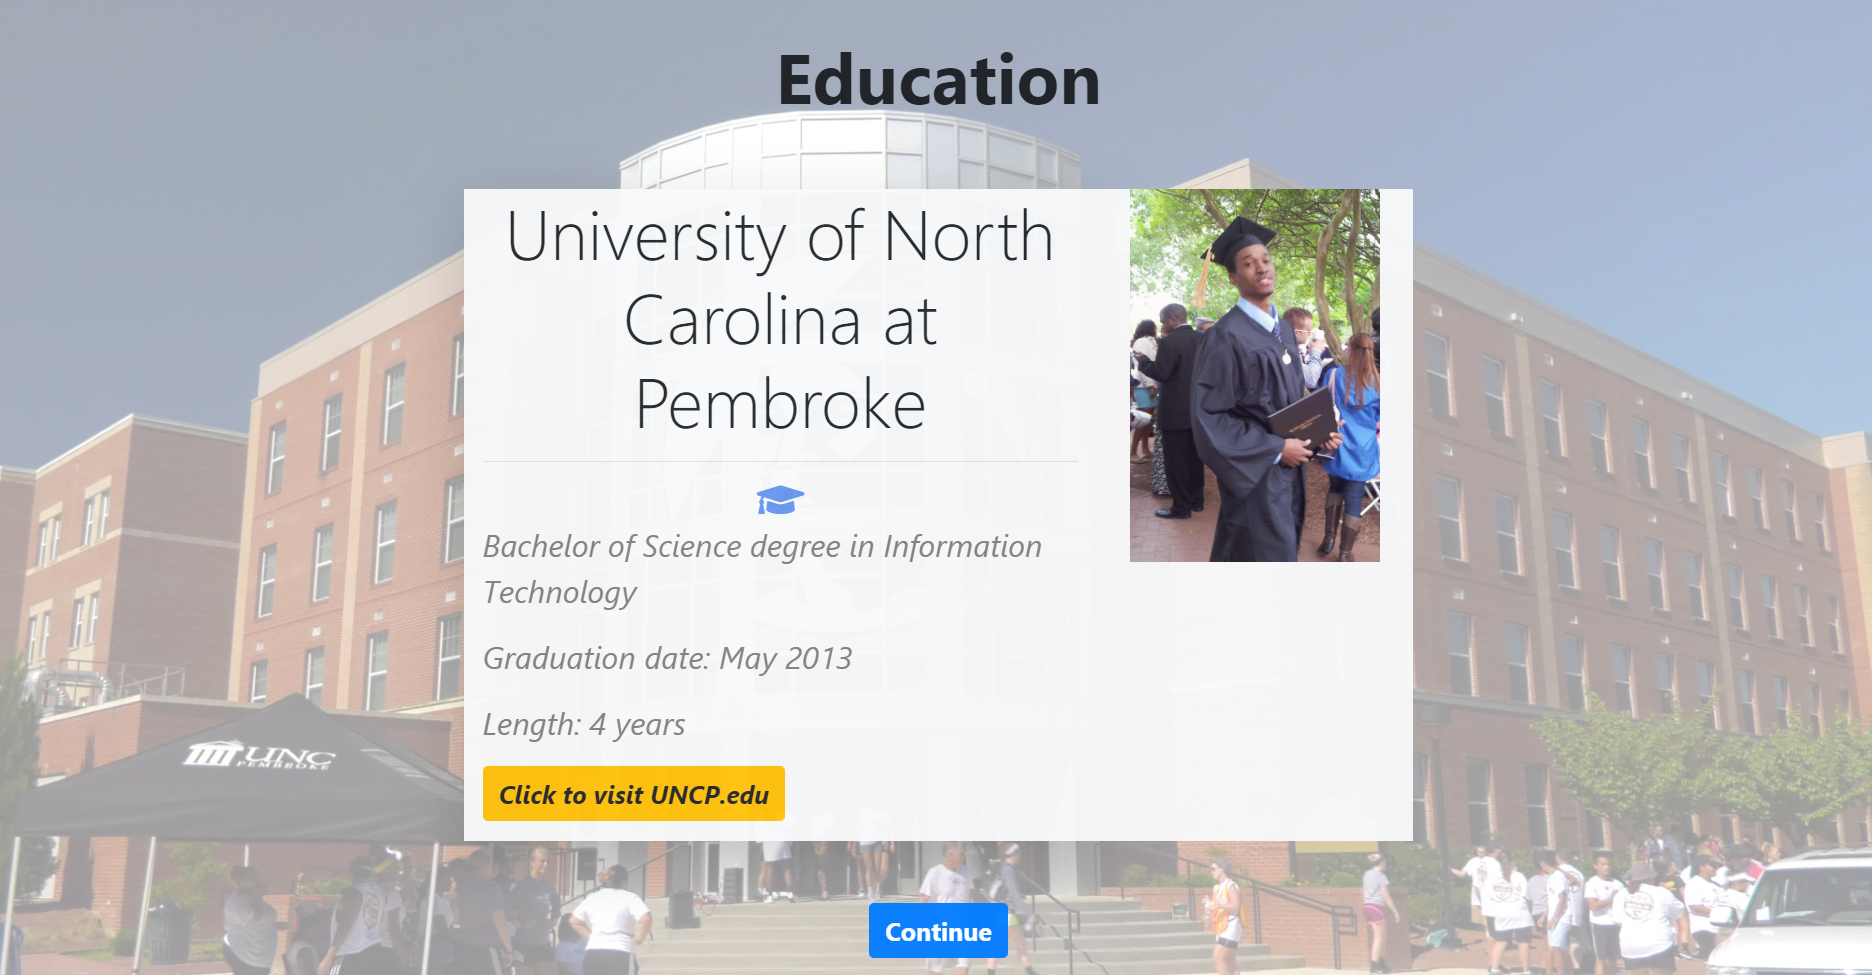 Education
University of North
Carolina at
Pembroke
Bachelor of Science degree in Information
Technology
Graduation date: May 2013
Length: 4 years
Click to visit UNCP.edu
UNC
PEMBROKE
Continue